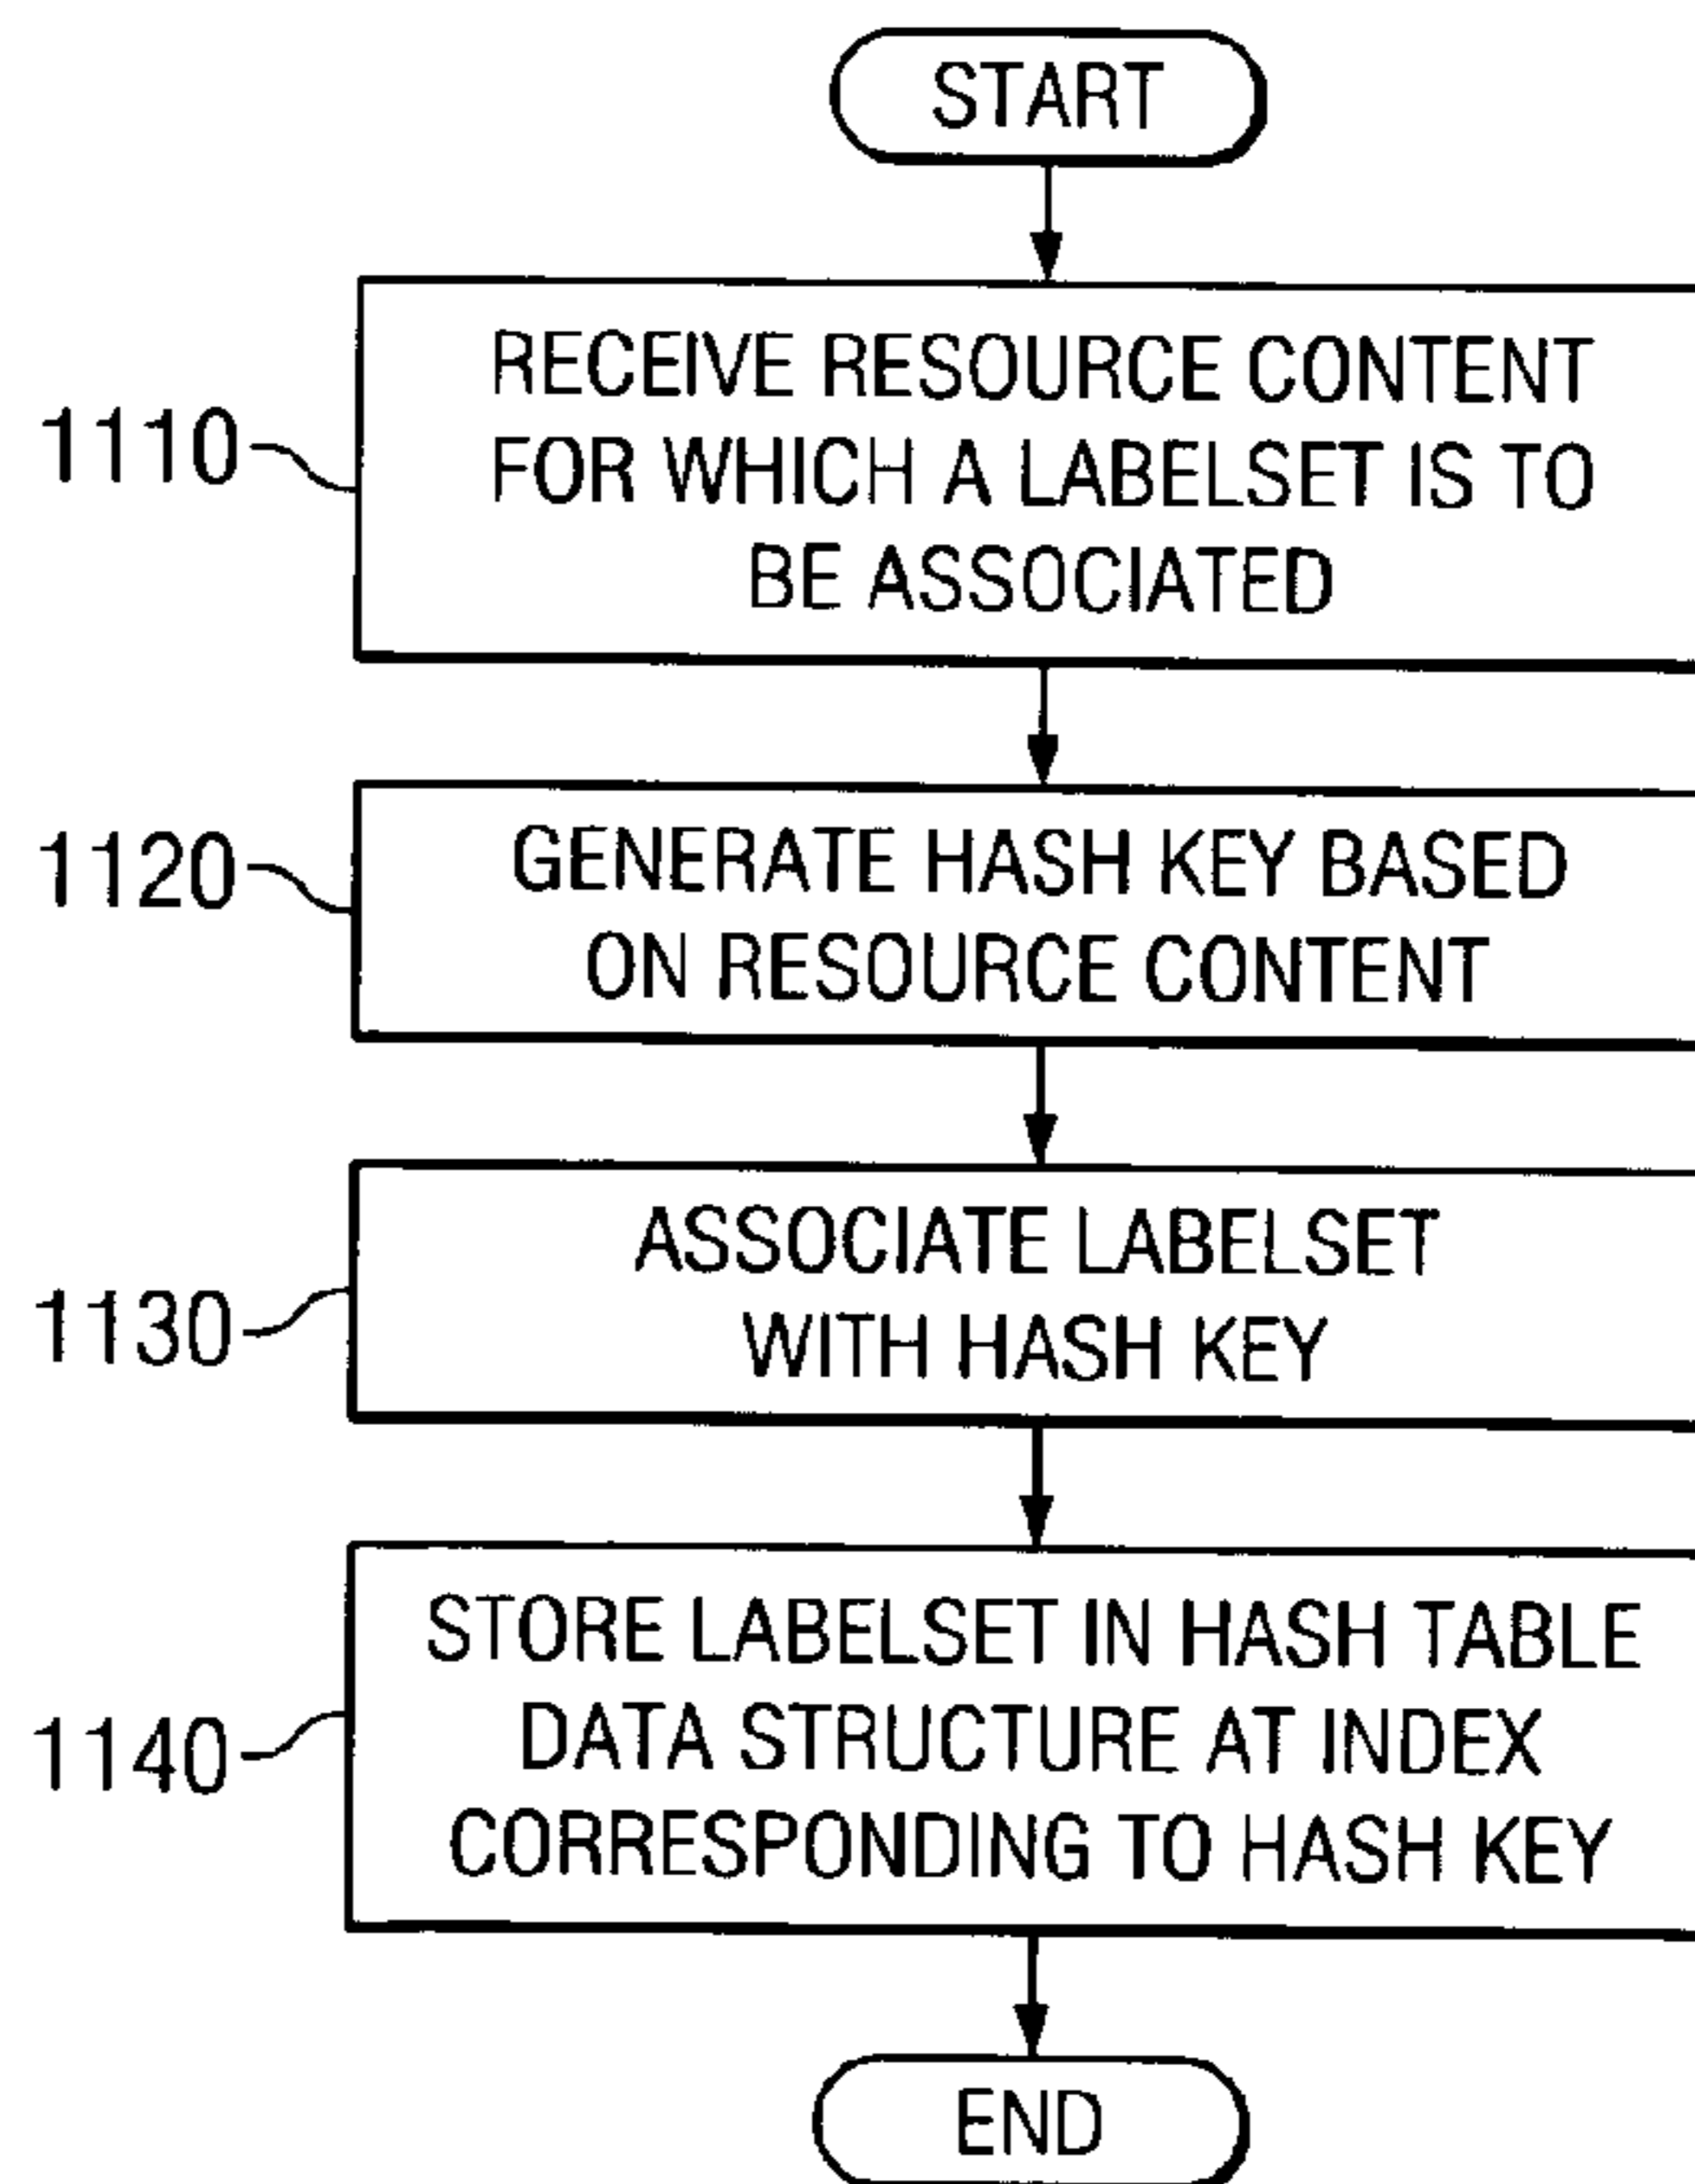 START
1110
RECEIVE RESOURCE CONTENT
FOR WHICH A LABELSET IS TO
BE ASSOCIATED
1120
GENERATE HASH KEY BASED
ON RESOURCE CONTENT
1130
ASSOCIATE LABELSET
WITH HASH KEY
1140
STORE LABELSET IN HASH TABLE
DATA STRUCTURE AT INDEX
CORRESPONDING TO HASH KEY
END